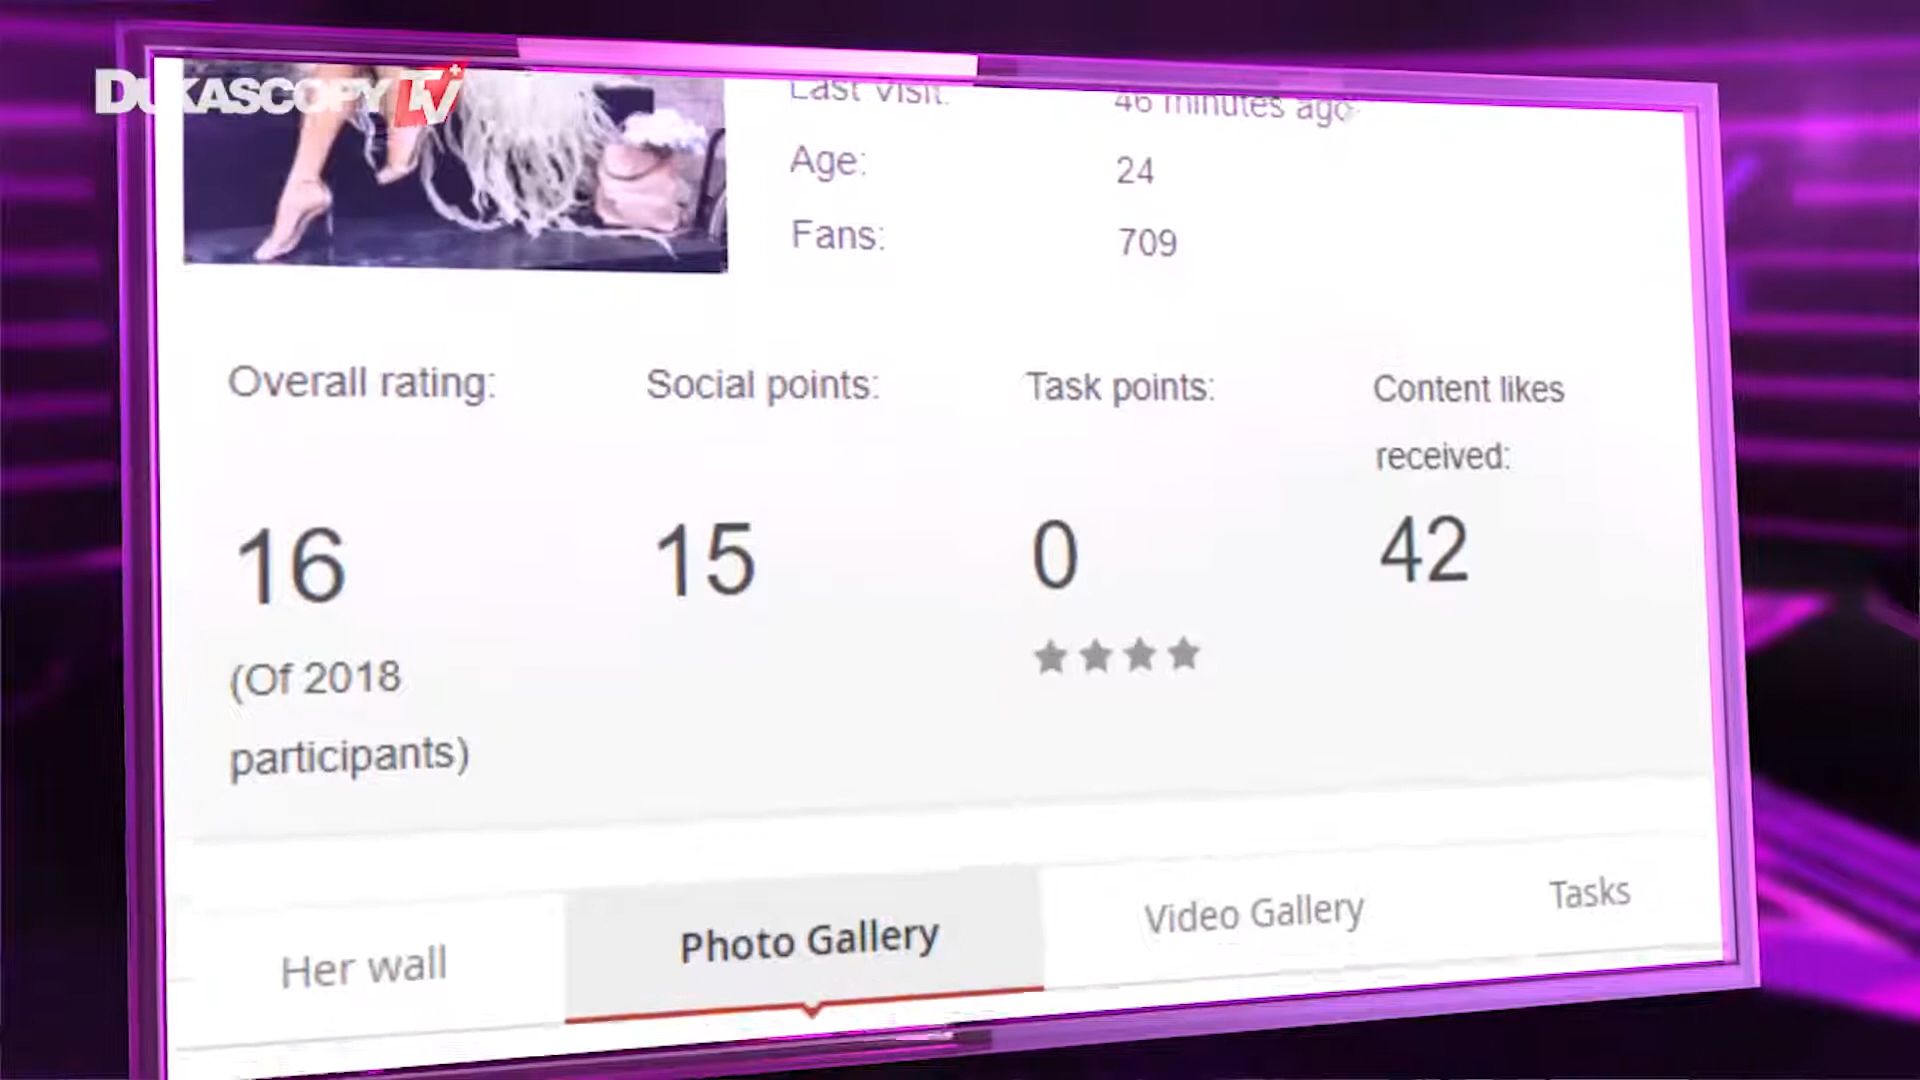 DUKASCOPY TV+
Last visit: 46 minutes ago
Age: 24
Fans: 709
Overall rating: Social points: Task points: Content likes
received:
16 15 0 42
(Of 2018
participants)
Her wall Photo Gallery Video Gallery Tasks